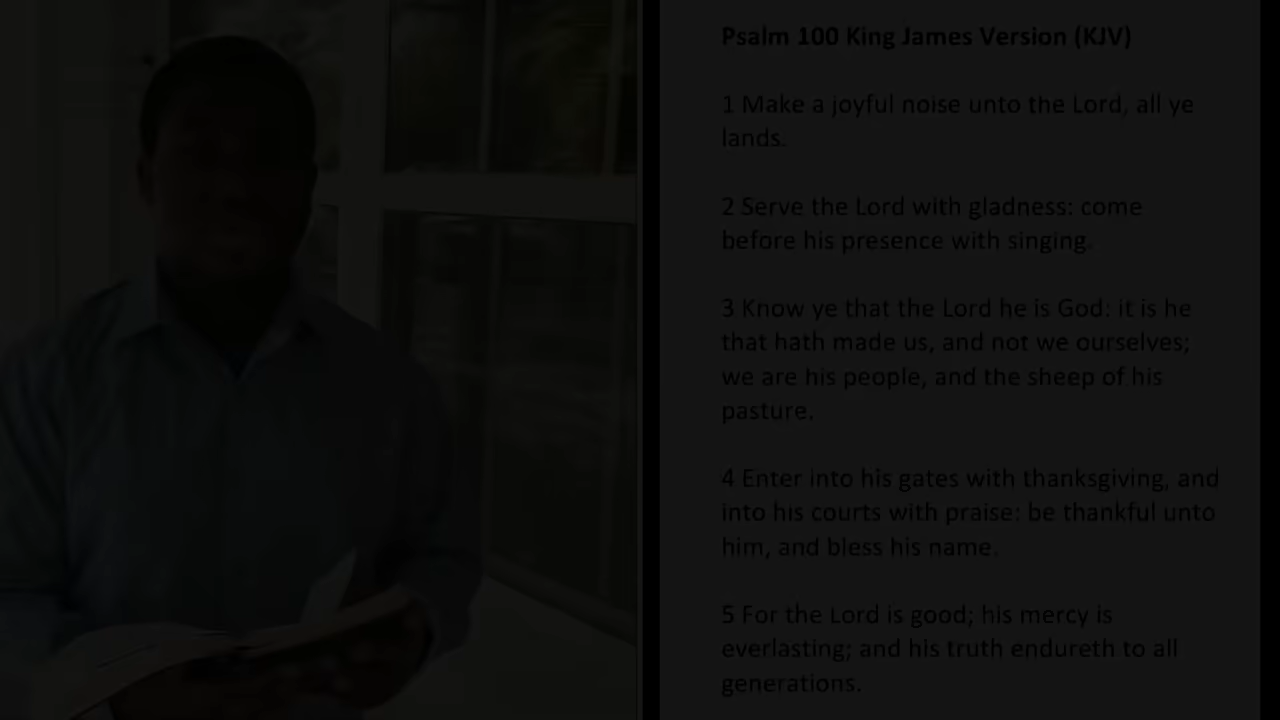 Psalm 100 King James Version (KJV)
1 Make a joyful noise unto the Lord, all ye
lands.
2 Serve the Lord with gladness: come
before his presence with singing.
3 Know ye that the Lord he is God: it is he
that hath made us, and not we ourselves;
we are his people, and the sheep of his
pasture.
4 Enter into his gates with thanksgiving, and
into his courts with praise: be thankful unto
him, and bless his name.
5 For the Lord is good; his mercy is
everlasting; and his truth endureth to all
generations.